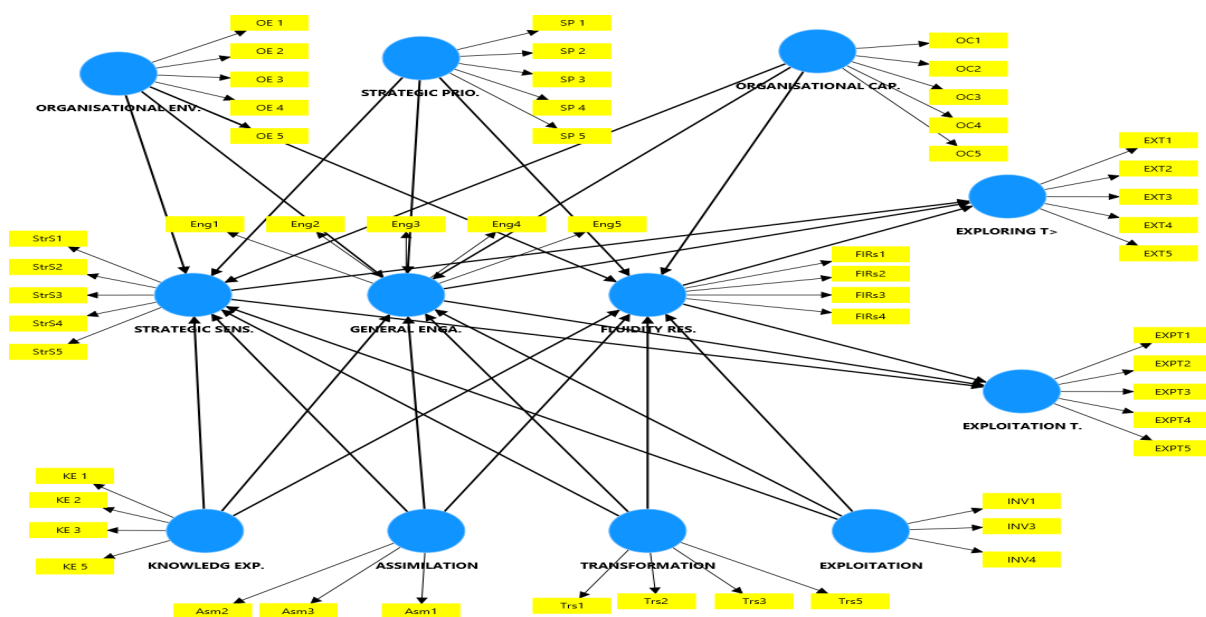 OE 1
OE 2
OE 3
OE 4
OE 5
ORGANISATIONAL ENV.
SP 1
SP 2
SP 3
SP 4
SP 5
STRATEGIC PRIO.
OC1
OC2
OC3
OC4
OC5
ORGANISATIONAL CAP.
EXT1
EXT2
EXT3
EXT4
EXT5
EXPLORING T>
Eng1
Eng2
Eng3
Eng4
Eng5
StrS1
StrS2
StrS3
StrS4
StrS5
STRATEGIC SENS.
GENERAL ENGA.
FLUIDITY RES.
FIRs1
FIRs2
FIRs3
FIRs4
EXPT1
EXPT2
EXPT3
EXPT4
EXPT5
EXPLOITATION T.
KE 1
KE 2
KE 3
KE 5
KNOWLEDG EXP.
ASSIMILATION
TRANSFORMATION
EXPLOITATION
INV1
INV3
INV4
Asm2
Asm3
Asm1
Trs1
Trs2
Trs3
Trs5